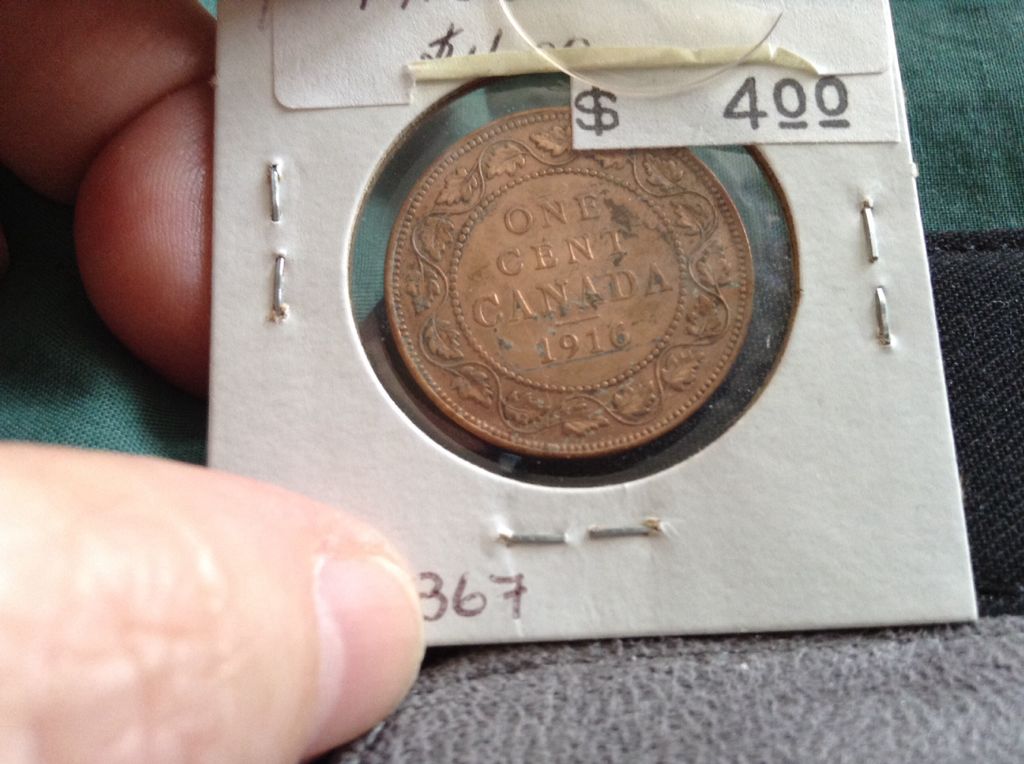 $ 400
ONE
CENT
CANADA
1916
367